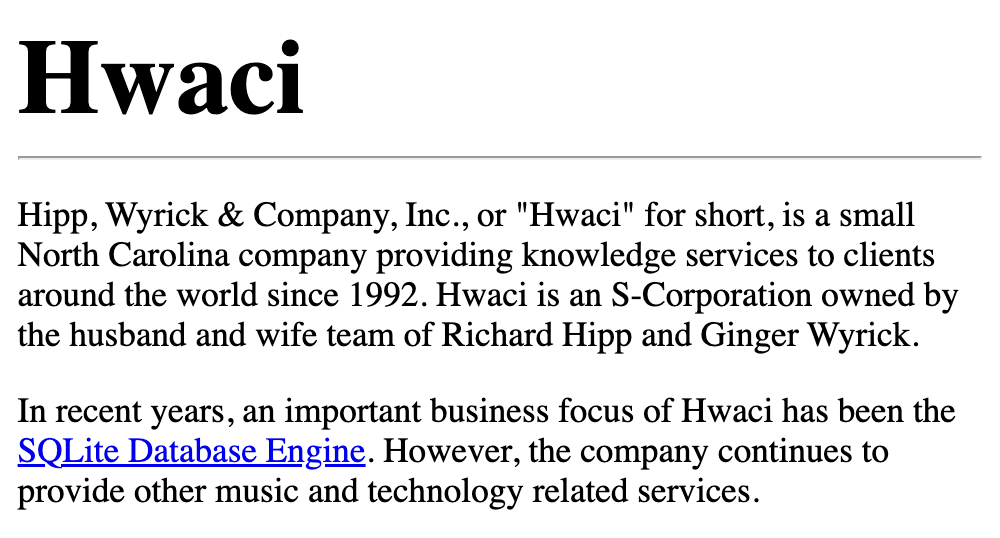 Hwaci
Hipp, Wyrick & Company, Inc., or "Hwaci" for short, is a small
North Carolina company providing knowledge services to clients
around the world since 1992. Hwaci is an S-Corporation owned by
the husband and wife team of Richard Hipp and Ginger Wyrick.
In recent years, an important business focus of Hwaci has been the
SQLite Database Engine. However, the company continues to
provide other music and technology related services.